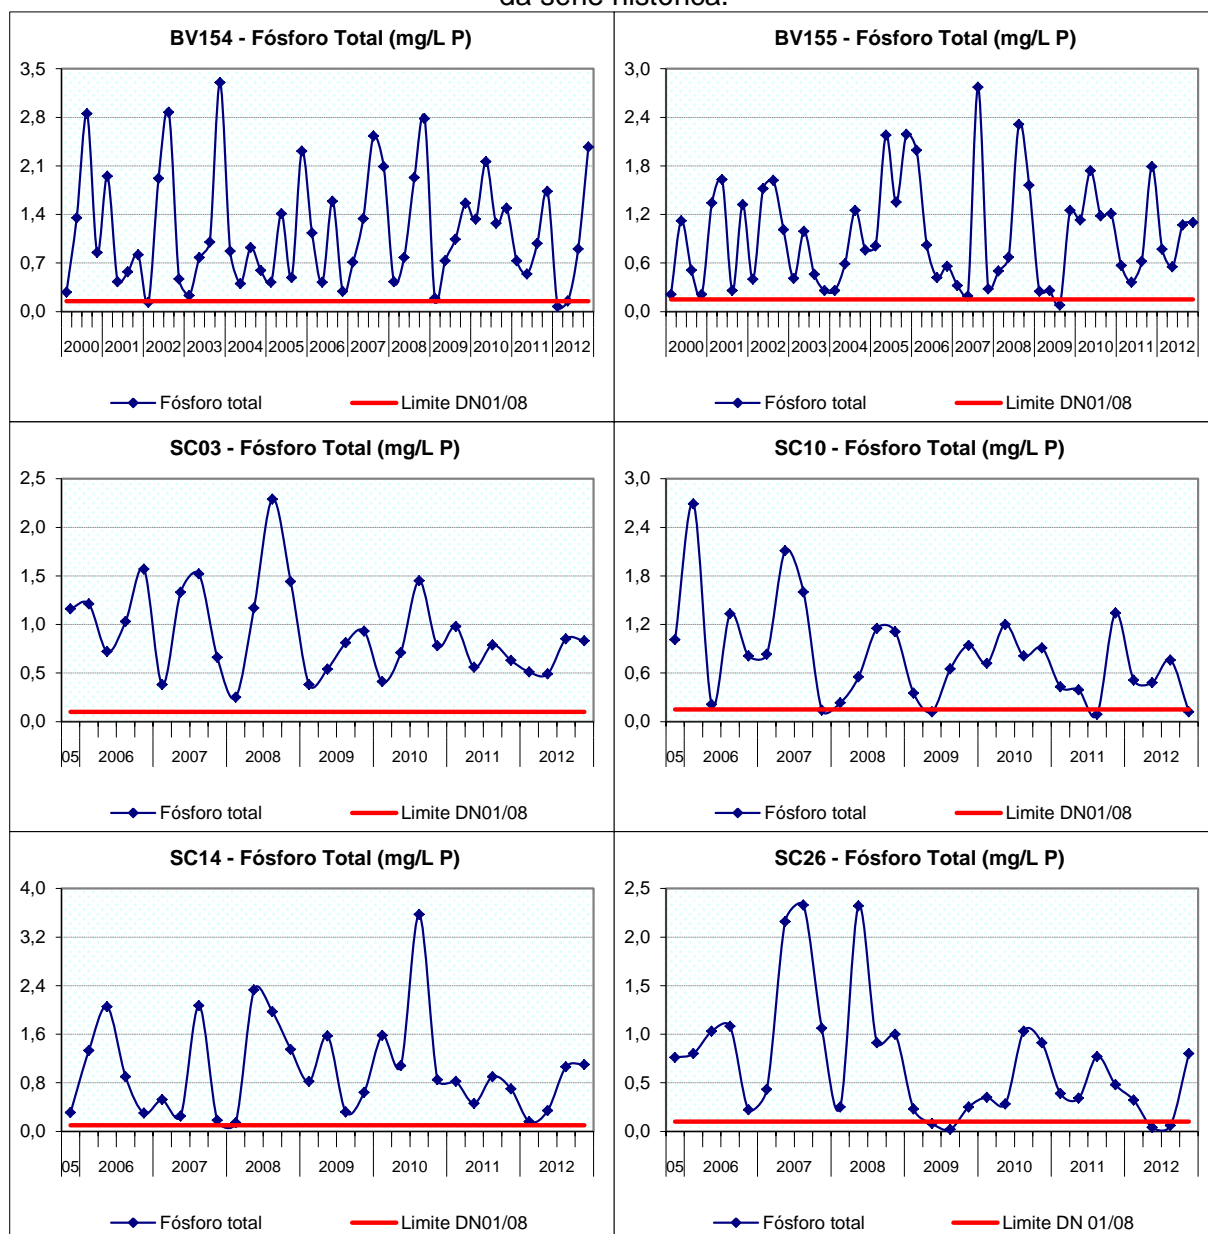 da série histórica.
BV154 - Fósforo Total (mg/L P)
3,5
2,8
2,1
1,4
0,7
0,0
2000 2001 2002 2003 2004 2005 2006 2007 2008 2009 2010 2011 2012
Fósforo total Limite DN01/08
BV155 - Fósforo Total (mg/L P)
3,0
2,4
1,8
1,2
0,6
0,0
2000 2001 2002 2003 2004 2005 2006 2007 2008 2009 2010 2011 2012
Fósforo total Limite DN01/08
SC03 - Fósforo Total (mg/L P)
2,5
2,0
1,5
1,0
0,5
0,0
05 2006 2007 2008 2009 2010 2011 2012
Fósforo total Limite DN01/08
SC10 - Fósforo Total (mg/L P)
3,0
2,4
1,8
1,2
0,6
0,0
05 2006 2007 2008 2009 2010 2011 2012
Fósforo total Limite DN01/08
SC14 - Fósforo Total (mg/L P)
4,0
3,2
2,4
1,6
0,8
0,0
05 2006 2007 2008 2009 2010 2011 2012
Fósforo total Limite DN01/08
SC26 - Fósforo Total (mg/L P)
2,5
2,0
1,5
1,0
0,5
0,0
05 2006 2007 2008 2009 2010 2011 2012
Fósforo total Limite DN 01/08